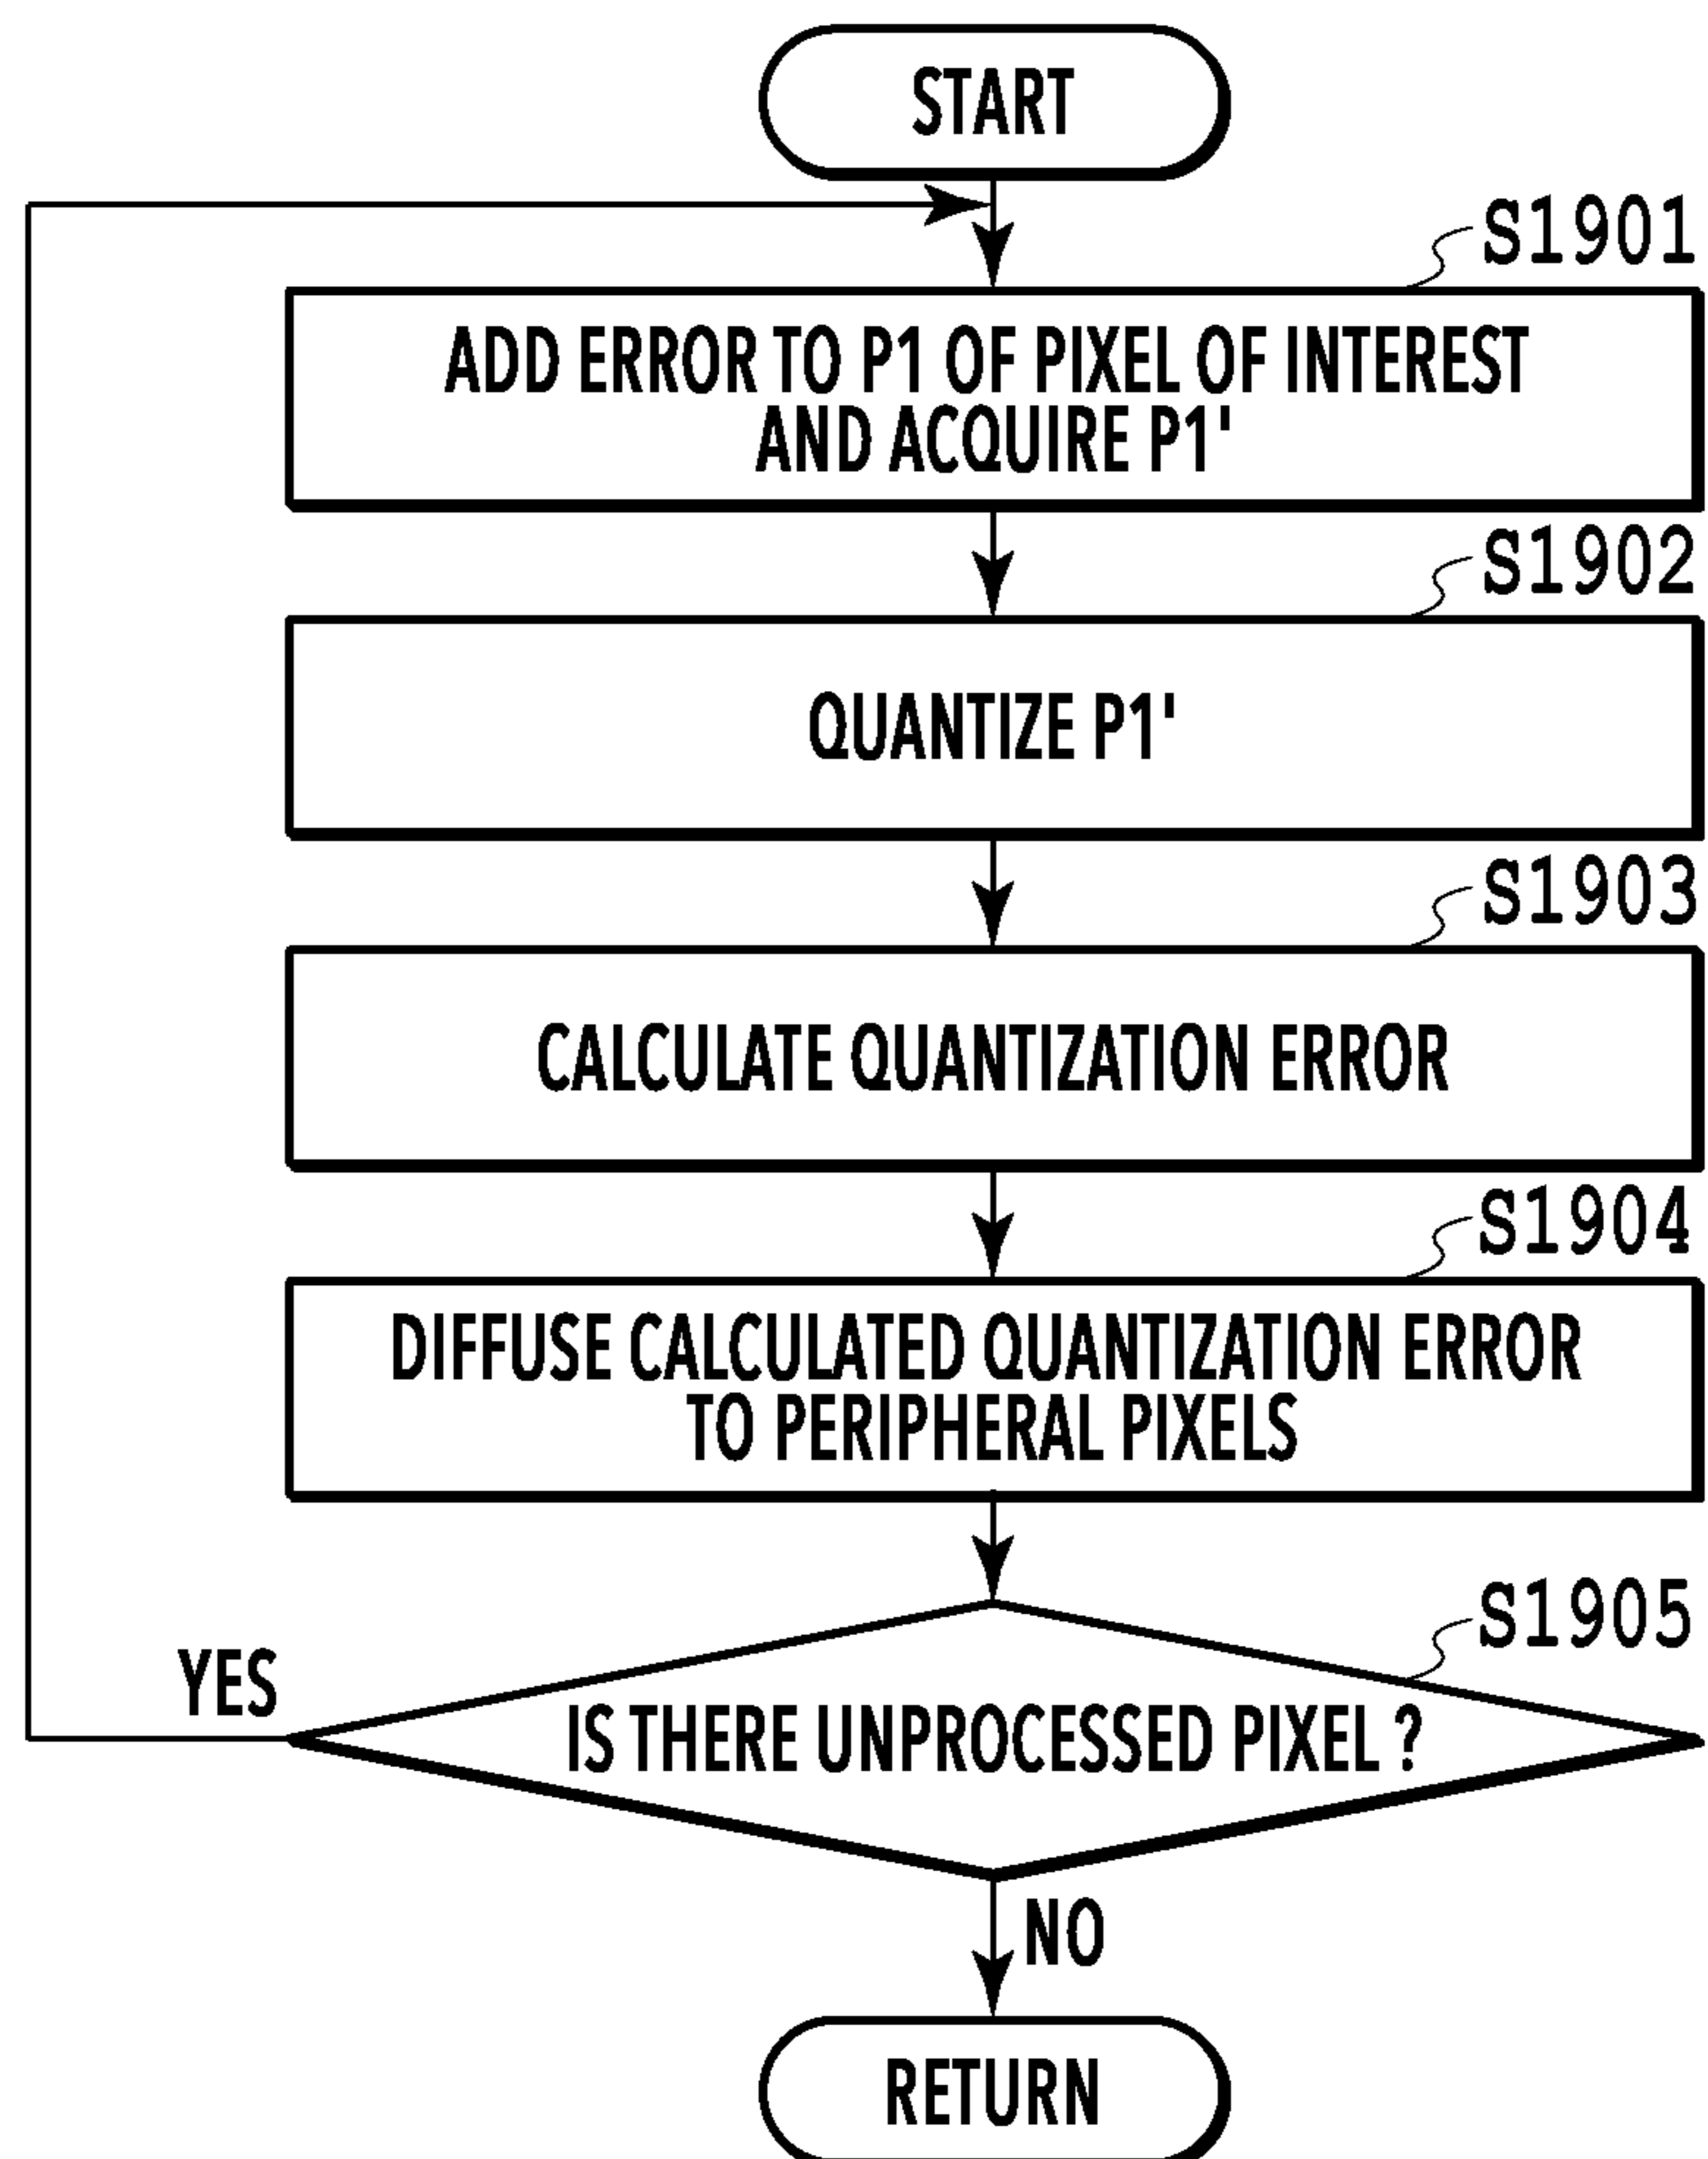 START
S1901
ADD ERROR TO P1 OF PIXEL OF INTEREST
AND ACQUIRE P1'
S1902
QUANTIZE P1'
S1903
CALCULATE QUANTIZATION ERROR
S1904
DIFFUSE CALCULATED QUANTIZATION ERROR
TO PERIPHERAL PIXELS
S1905
YES
IS THERE UNPROCESSED PIXEL ?
NO
RETURN